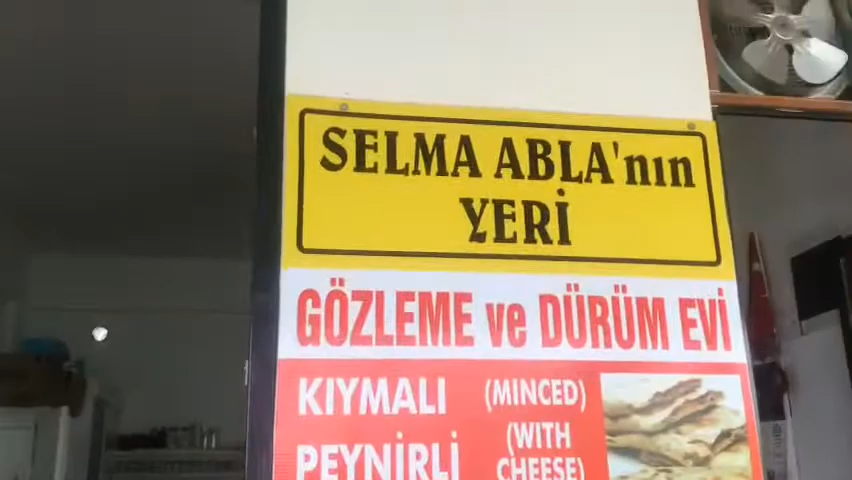 SELMA ABLA'nın
YERİ
GÖZLEME ve DÜRÜM EVİ
KIYMALI (MINCED)
PEYNİRLİ (WITH CHEESE)